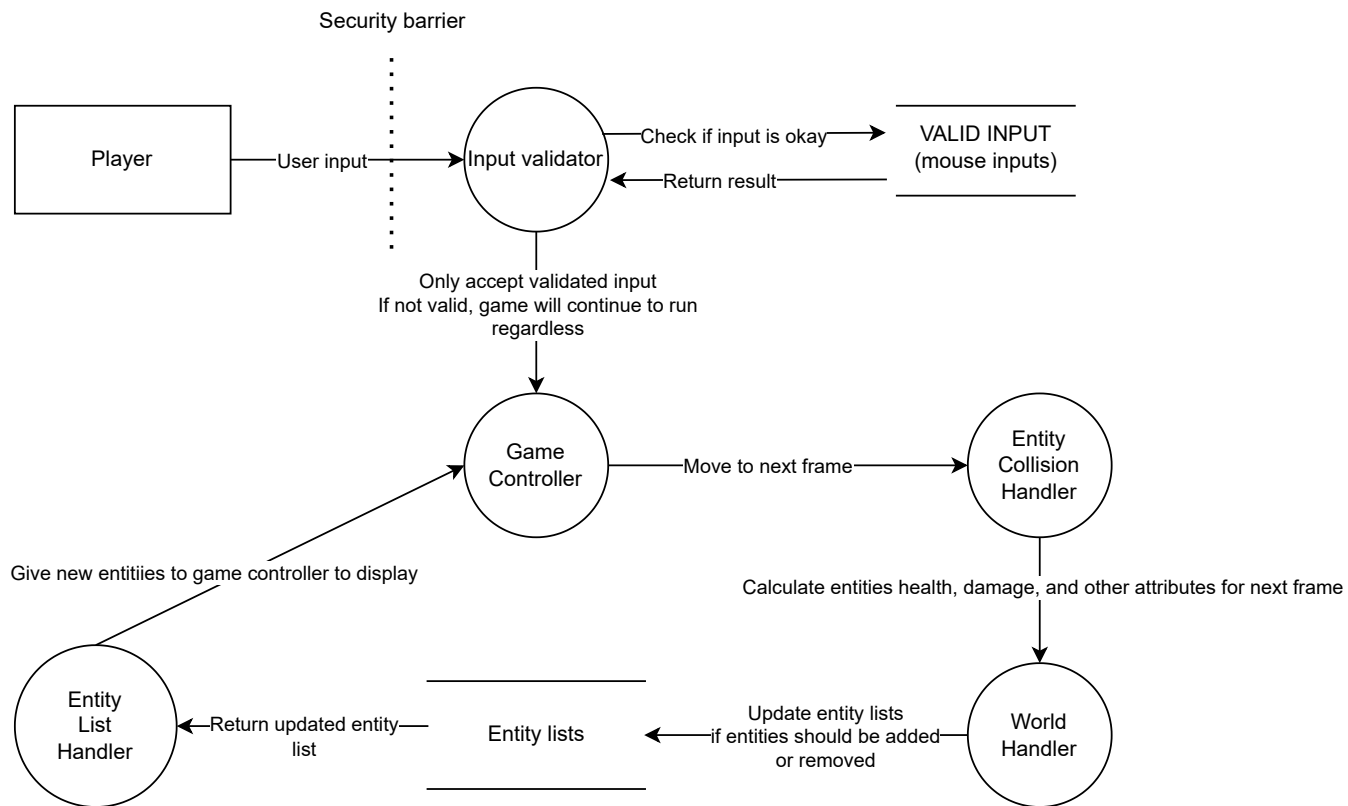 Security barrier
Player
User input
Input validator
Check if input is okay
Return result
VALID INPUT
(mouse inputs)
Only accept validated input
If not valid, game will continue to run
regardless
Game
Controller
Move to next frame
Entity
Collision
Handler
Give new entitiies to game controller to display
Calculate entities health, damage, and other attributes for next frame
Entity
List
Handler
Return updated entity
list
Entity lists
Update entity lists
if entities should be added
or removed
World
Handler